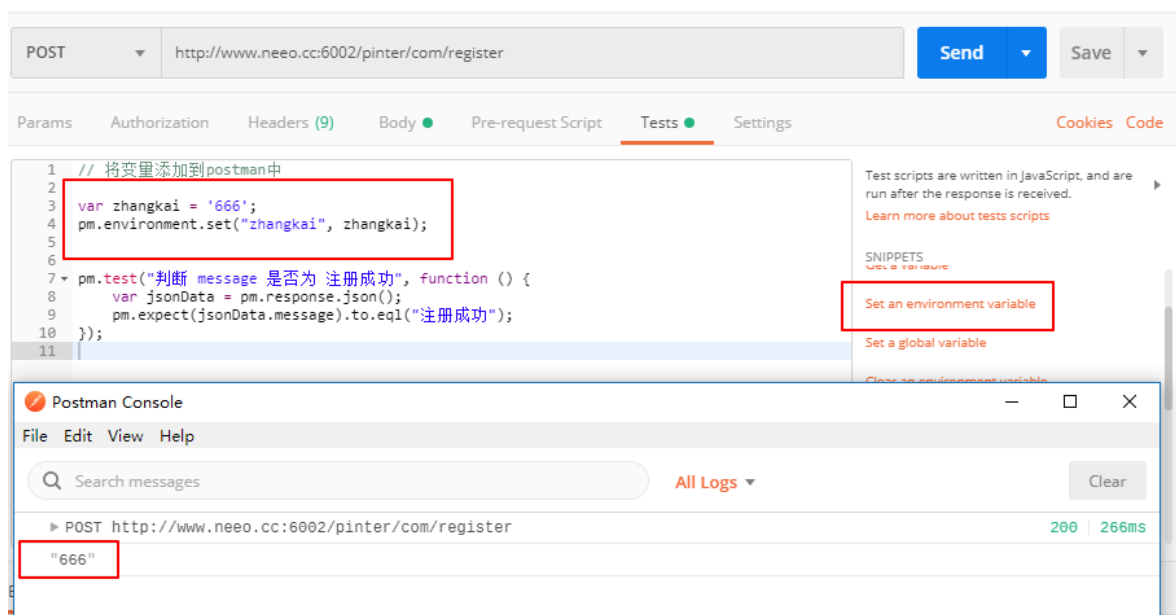 POST http://www.neeo.cc:6002/pinter/com/register Send Save
Params Authorization Headers (9) Body Pre-request Script Tests Settings Cookies Code
1 // 将变量添加到postman中
2
3 var zhangkai = '666';
4 pm.environment.set("zhangkai", zhangkai);
5
6
7 pm.test("判断 message 是否为 注册成功", function () {
8 var jsonData = pm.response.json();
9 pm.expect(jsonData.message).to.eql("注册成功");
10 });
11
Test scripts are written in JavaScript, and are
run after the response is received.
Learn more about tests scripts
SNIPPETS
Get a variable
Set an environment variable
Set a global variable
Clear an environment variable
Postman Console
File Edit View Help
Search messages All Logs Clear
POST http://www.neeo.cc:6002/pinter/com/register 200 266ms
"666"